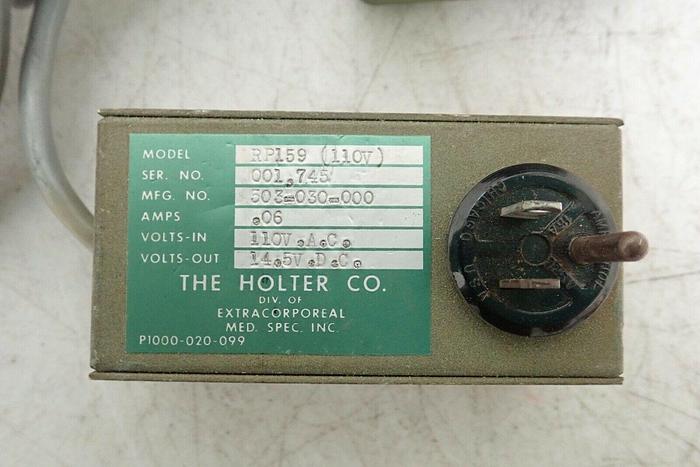 MODEL RP159 (110V)
SER. NO. 001,745
MFG. NO. 503-030-000
AMPS .06
VOLTS-IN 110V.A.C.
VOLTS-OUT 14.5V.D.C.
THE HOLTER CO.
DIV. OF
EXTRACORPOREAL
MED. SPEC. INC.
P1000-020-099
CHICAGO
U.S.A.